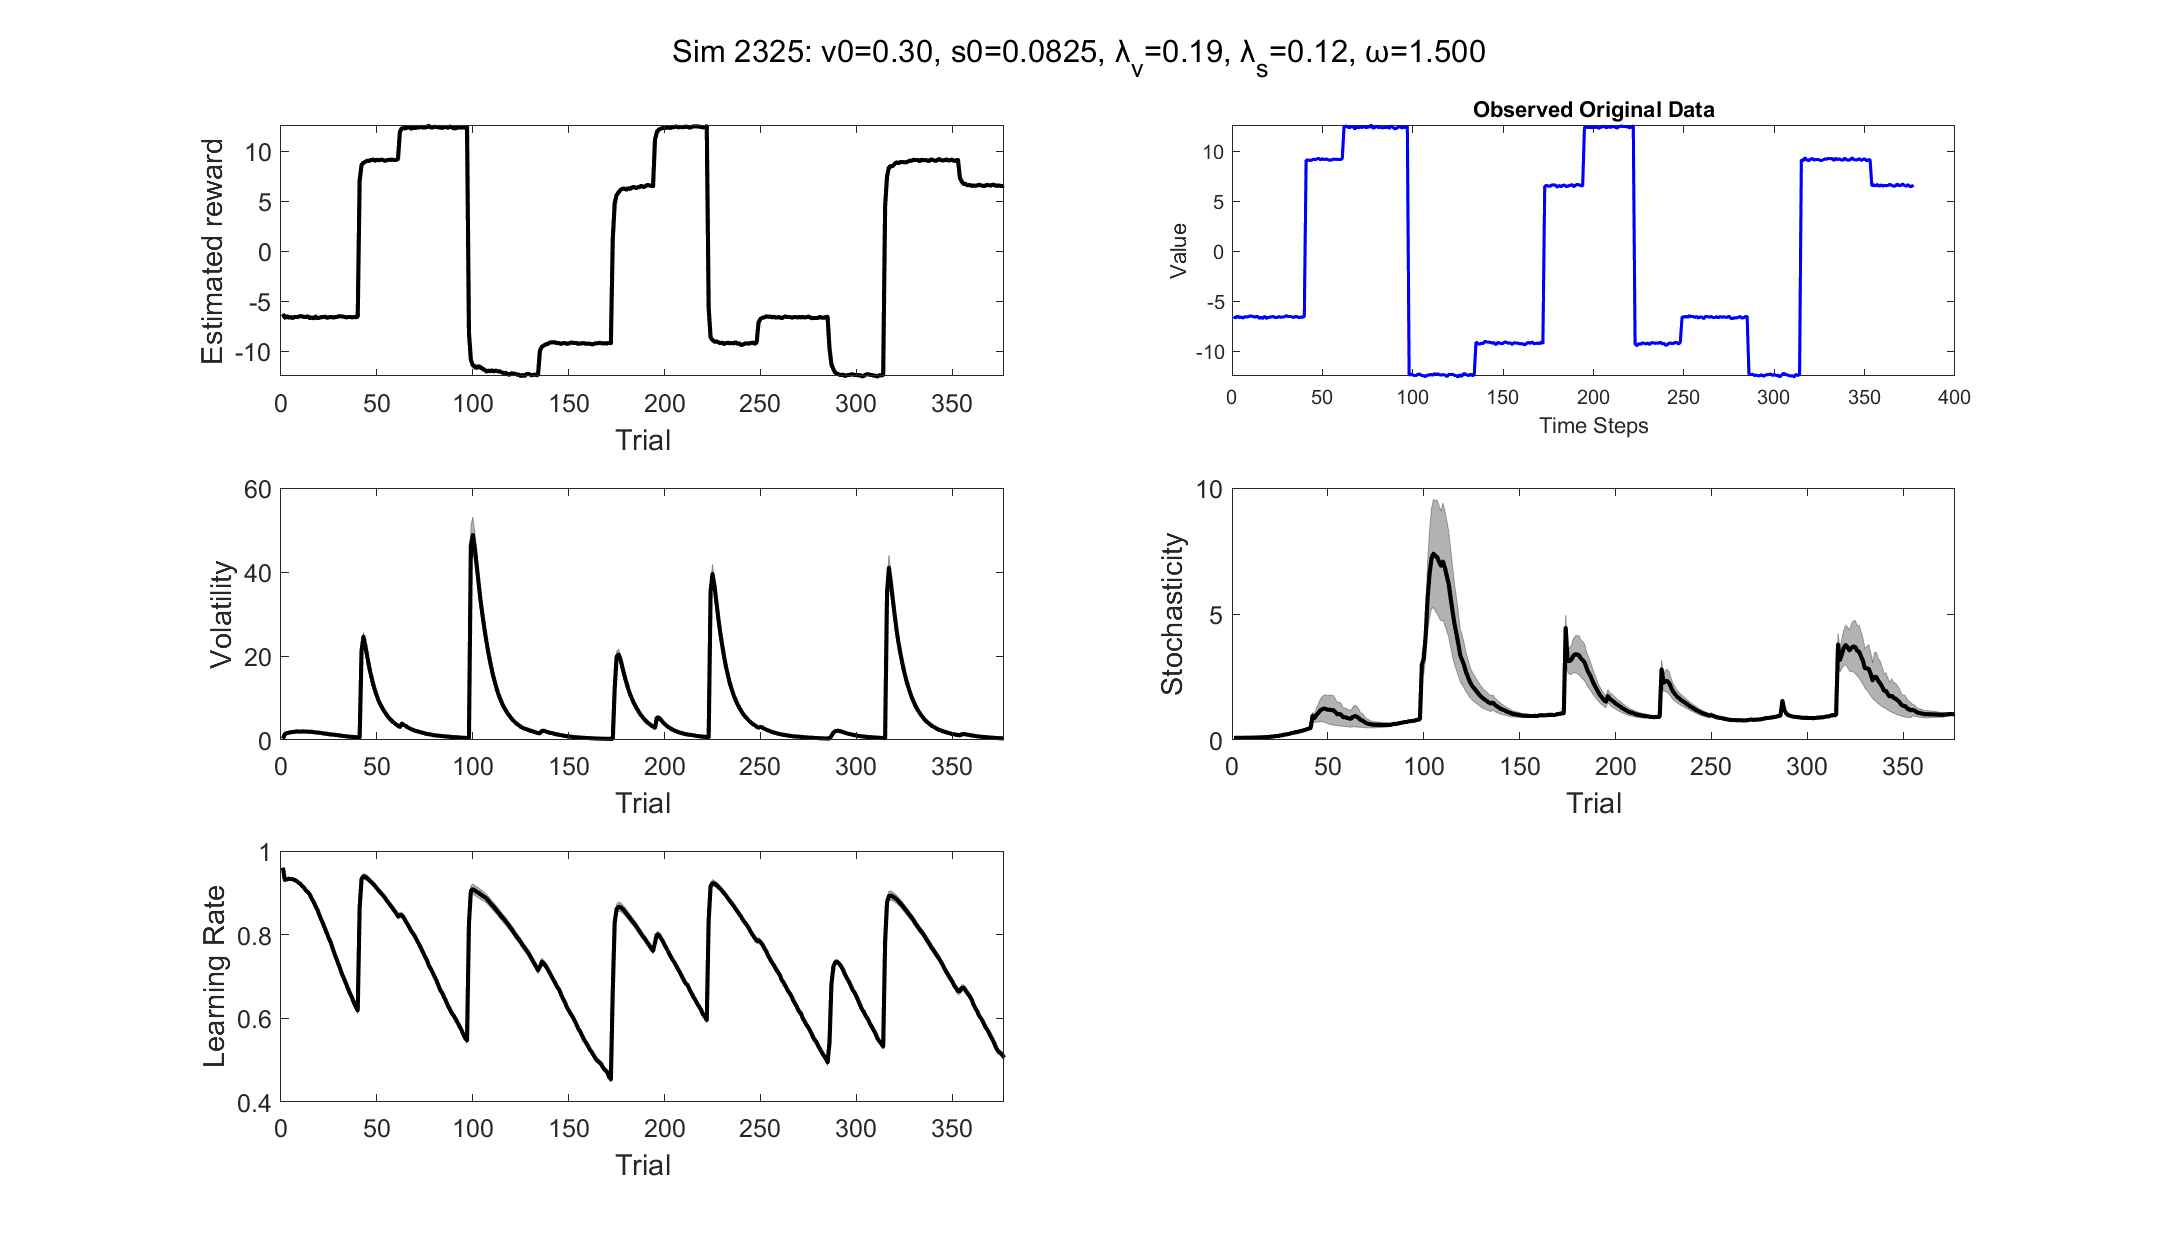 Sim 2325: v0=0.30, s0=0.0825, λ_v=0.19, λ_s=0.12, ω=1.500
Estimated reward
10
5
0
-5
-10
0 50 100 150 200 250 300 350
Trial
Observed Original Data
Value
10
5
0
-5
-10
0 50 100 150 200 250 300 350 400
Time Steps
Volatility
60
40
20
0
0 50 100 150 200 250 300 350
Trial
Stochasticity
10
5
0
0 50 100 150 200 250 300 350
Trial
Learning Rate
1
0.8
0.6
0.4
0 50 100 150 200 250 300 350
Trial